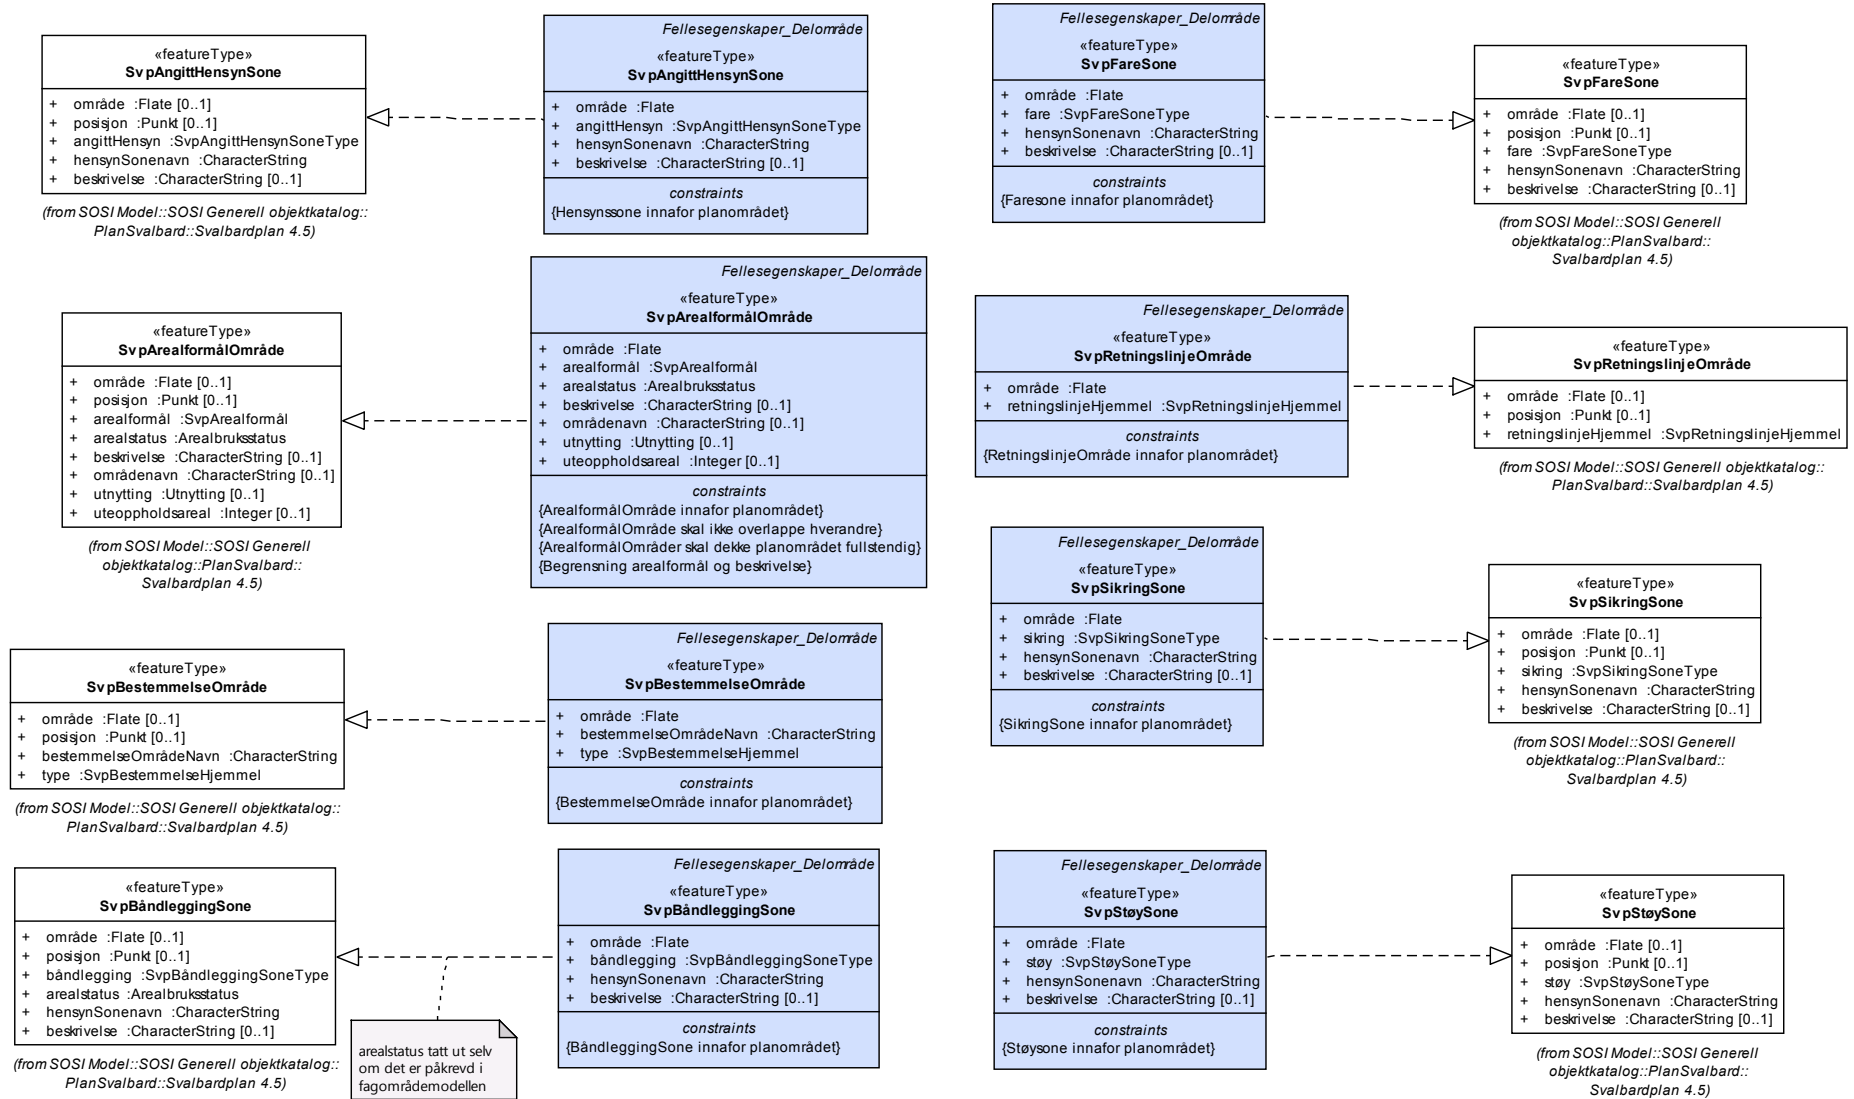 «featureType»
SvpAngittHensynSone
+ område :Flate [0..1]
+ posisjon :Punkt [0..1]
+ angittHensyn :SvpAngittHensynSoneType
+ hensynSonenavn :CharacterString
+ beskrivelse :CharacterString [0..1]
(from SOSI Model::SOSI Generell objektkatalog::
PlanSvalbard::Svalbardplan 4.5)
Fellesegenskaper_Delområde
«featureType»
SvpAngittHensynSone
+ område :Flate
+ angittHensyn :SvpAngittHensynSoneType
+ hensynSonenavn :CharacterString
+ beskrivelse :CharacterString [0..1]
constraints
{Hensynssone innafor planområdet}
Fellesegenskaper_Delområde
«featureType»
SvpFareSone
+ område :Flate
+ fare :SvpFareSoneType
+ hensynSonenavn :CharacterString
+ beskrivelse :CharacterString [0..1]
constraints
{Faresone innafor planområdet}
«featureType»
SvpFareSone
+ område :Flate [0..1]
+ posisjon :Punkt [0..1]
+ fare :SvpFareSoneType
+ hensynSonenavn :CharacterString
+ beskrivelse :CharacterString [0..1]
(from SOSI Model::SOSI Generell
objektkatalog::PlanSvalbard::
Svalbardplan 4.5)
«featureType»
SvpArealformålOmråde
+ område :Flate [0..1]
+ posisjon :Punkt [0..1]
+ arealformål :SvpArealformål
+ arealstatus :Arealbruksstatus
+ beskrivelse :CharacterString [0..1]
+ områdenavn :CharacterString [0..1]
+ utnytting :Utnytting [0..1]
+ uteoppholdsareal :Integer [0..1]
(from SOSI Model::SOSI Generell
objektkatalog::PlanSvalbard::
Svalbardplan 4.5)
Fellesegenskaper_Delområde
«featureType»
SvpArealformålOmråde
+ område :Flate
+ arealformål :SvpArealformål
+ arealstatus :Arealbruksstatus
+ beskrivelse :CharacterString [0..1]
+ områdenavn :CharacterString [0..1]
+ utnytting :Utnytting [0..1]
+ uteoppholdsareal :Integer [0..1]
constraints
{ArealformålOmråde innafor planområdet}
{ArealformålOmråde skal ikke overlappe hverandre}
{ArealformålOmråder skal dekke planområdet fullstendig}
{Begrensning arealformål og beskrivelse}
Fellesegenskaper_Delområde
«featureType»
SvpRetningslinjeOmråde
+ område :Flate
+ retningslinjeHjemmel :SvpRetningslinjeHjemmel
constraints
{RetningslinjeOmråde innafor planområdet}
«featureType»
SvpRetningslinjeOmråde
+ område :Flate [0..1]
+ posisjon :Punkt [0..1]
+ retningslinjeHjemmel :SvpRetningslinjeHjemmel
(from SOSI Model::SOSI Generell objektkatalog::
PlanSvalbard::Svalbardplan 4.5)
Fellesegenskaper_Delområde
«featureType»
SvpSikringSone
+ område :Flate
+ sikring :SvpSikringSoneType
+ hensynSonenavn :CharacterString
+ beskrivelse :CharacterString [0..1]
constraints
{SikringSone innafor planområdet}
«featureType»
SvpSikringSone
+ område :Flate [0..1]
+ posisjon :Punkt [0..1]
+ sikring :SvpSikringSoneType
+ hensynSonenavn :CharacterString
+ beskrivelse :CharacterString [0..1]
(from SOSI Model::SOSI Generell
objektkatalog::PlanSvalbard::
Svalbardplan 4.5)
«featureType»
SvpBestemmelseOmråde
+ område :Flate [0..1]
+ posisjon :Punkt [0..1]
+ bestemmelseOmrådeNavn :CharacterString
+ type :SvpBestemmelseHjemmel
(from SOSI Model::SOSI Generell objektkatalog::
PlanSvalbard::Svalbardplan 4.5)
Fellesegenskaper_Delområde
«featureType»
SvpBestemmelseOmråde
+ område :Flate
+ bestemmelseOmrådeNavn :CharacterString
+ type :SvpBestemmelseHjemmel
constraints
{BestemmelseOmråde innafor planområdet}
«featureType»
SvpBåndleggingSone
+ område :Flate [0..1]
+ posisjon :Punkt [0..1]
+ båndlegging :SvpBåndleggingSoneType
+ arealstatus :Arealbruksstatus
+ hensynSonenavn :CharacterString
+ beskrivelse :CharacterString [0..1]
(from SOSI Model::SOSI Generell objektkatalog::
PlanSvalbard::Svalbardplan 4.5)
arealstatus tatt ut selv
om det er påkrevd i
fagområdemodellen
Fellesegenskaper_Delområde
«featureType»
SvpBåndleggingSone
+ område :Flate
+ båndlegging :SvpBåndleggingSoneType
+ hensynSonenavn :CharacterString
+ beskrivelse :CharacterString [0..1]
constraints
{BåndleggingSone innafor planområdet}
Fellesegenskaper_Delområde
«featureType»
SvpStøySone
+ område :Flate
+ støy :SvpStøySoneType
+ hensynSonenavn :CharacterString
+ beskrivelse :CharacterString [0..1]
constraints
{Støysone innafor planområdet}
«featureType»
SvpStøySone
+ område :Flate [0..1]
+ posisjon :Punkt [0..1]
+ støy :SvpStøySoneType
+ hensynSonenavn :CharacterString
+ beskrivelse :CharacterString [0..1]
(from SOSI Model::SOSI Generell
objektkatalog::PlanSvalbard::
Svalbardplan 4.5)